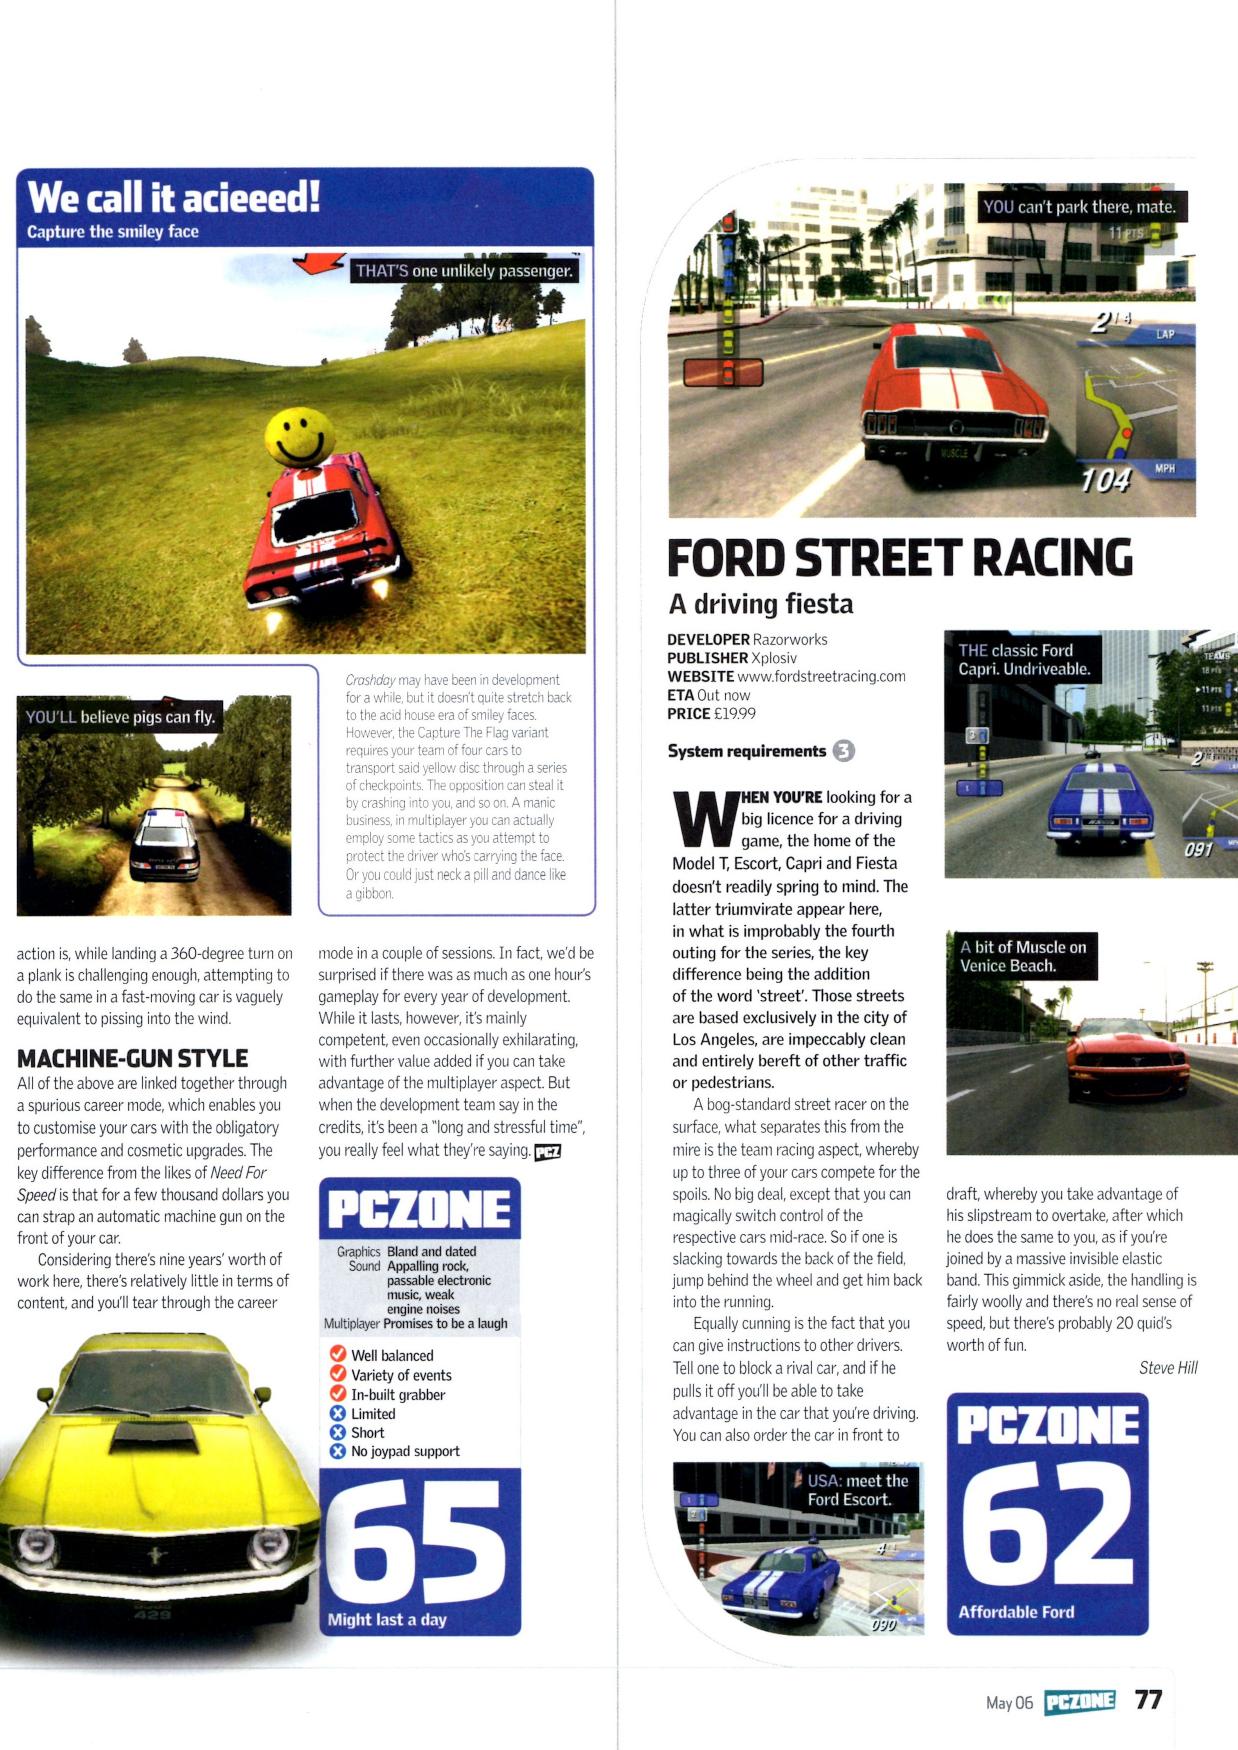 We call it acieeed!
Capture the smiley face
THAT'S one unlikely passenger.
YOU'LL believe pigs can fly.
Crashday may have been in development
for a while, but it doesn't quite stretch back
to the acid house era of smiley faces.
However, the Capture The Flag variant
requires your team of four cars to
transport said yellow disc through a series
of checkpoints. The opposition can steal it
by crashing into you, and so on. A manic
business, in multiplayer you can actually
employ some tactics as you attempt to
protect the driver who's carrying the face.
Or you could just neck a pill and dance like
a gibbon.
action is, while landing a 360-degree turn on
a plank is challenging enough, attempting to
do the same in a fast-moving car is vaguely
equivalent to pissing into the wind.
MACHINE-GUN STYLE
All of the above are linked together through
a spurious career mode, which enables you
to customise your cars with the obligatory
performance and cosmetic upgrades. The
key difference from the likes of Need For
Speed is that for a few thousand dollars you
can strap an automatic machine gun on the
front of your car.
Considering there's nine years' worth of
work here, there's relatively little in terms of
content, and you'll tear through the career
429
mode in a couple of sessions. In fact, we'd be
surprised if there was as much as one hour's
gameplay for every year of development.
While it lasts, however, it's mainly
competent, even occasionally exhilarating,
with further value added if you can take
advantage of the multiplayer aspect. But
when the development team say in the
credits, it's been a "long and stressful time",
you really feel what they're saying. PCZ
PCZONE
Graphics Bland and dated
Sound Appalling rock,
passable electronic
music, weak
engine noises
Multiplayer Promises to be a laugh
Well balanced
Variety of events
In-built grabber
Limited
Short
No joypad support
65
Might last a day
YOU can't park there, mate.
11 PTS
2/4
LAP
MUSCLE
104 MPH
FORD STREET RACING
A driving fiesta
DEVELOPER Razorworks
PUBLISHER Xplosiv
WEBSITE www.fordstreetracing.com
ETA Out now
PRICE £19.99
System requirements 3
WHEN YOU'RE looking for a
big licence for a driving
game, the home of the
Model T, Escort, Capri and Fiesta
doesn't readily spring to mind. The
latter triumvirate appear here,
in what is improbably the fourth
outing for the series, the key
difference being the addition
of the word 'street'. Those streets
are based exclusively in the city of
Los Angeles, are impeccably clean
and entirely bereft of other traffic
or pedestrians.
A bog-standard street racer on the
surface, what separates this from the
mire is the team racing aspect, whereby
up to three of your cars compete for the
spoils. No big deal, except that you can
magically switch control of the
respective cars mid-race. So if one is
slacking towards the back of the field,
jump behind the wheel and get him back
into the running.
Equally cunning is the fact that you
can give instructions to other drivers.
Tell one to block a rival car, and if he
pulls it off you'll be able to take
advantage in the car that you're driving.
You can also order the car in front to
USA: meet the
Ford Escort.
090
THE classic Ford
Capri. Undriveable.
TEAMS
18 PTS
11 PTS
11 PTS
091
A bit of Muscle on
Venice Beach.
draft, whereby you take advantage of
his slipstream to overtake, after which
he does the same to you, as if you're
joined by a massive invisible elastic
band. This gimmick aside, the handling is
fairly woolly and there's no real sense of
speed, but there's probably 20 quid's
worth of fun.
Steve Hill
PCZONE
62
Affordable Ford
May 06 PCZONE 77